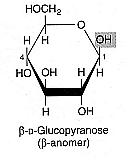 HOCH₂
H
O
OH
H
4
OH
H
1
HO
H
H
H
OH
β-D-Glucopyranose
(β-anomer)